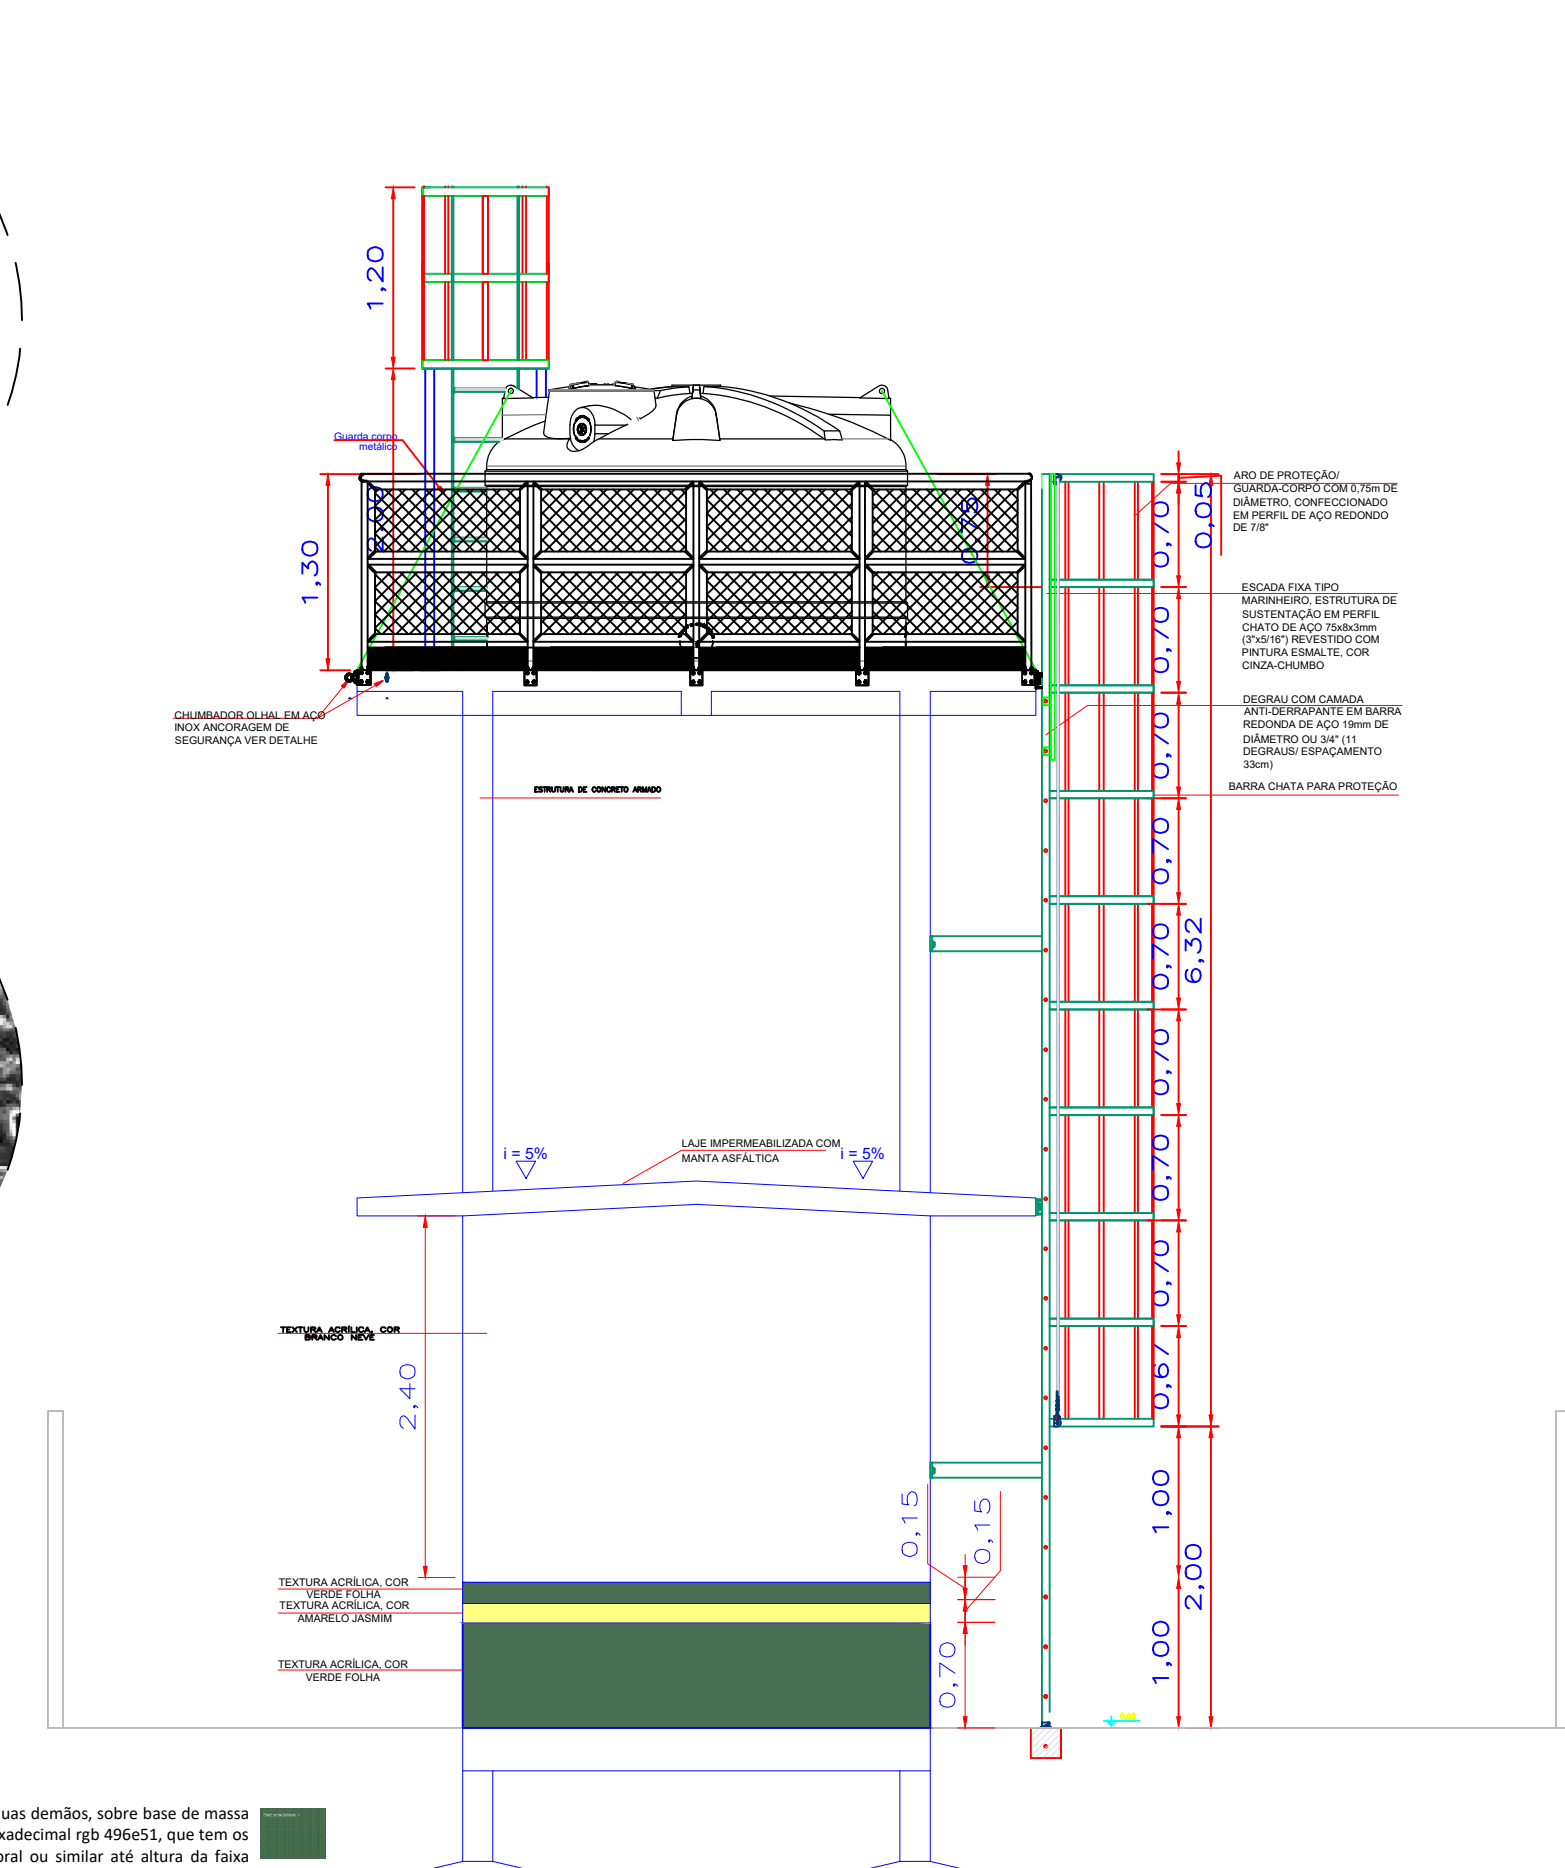 1,20
Guarda corpo
metálico
2,00
1,30
0,75
0,70
0,05
ARO DE PROTEÇÃO/
GUARDA-CORPO COM 0,75m DE
DIÂMETRO, CONFECCIONADO
EM PERFIL DE AÇO REDONDO
DE 7/8"
0,70
ESCADA FIXA TIPO
MARINHEIRO, ESTRUTURA DE
SUSTENTAÇÃO EM PERFIL
CHATO DE AÇO 75x8x3mm
(3"x5/16") REVESTIDO COM
PINTURA ESMALTE, COR
CINZA-CHUMBO
CHUMBADOR OLHAL EM AÇO
INOX ANCORAGEM DE
SEGURANÇA VER DETALHE
0,70
DEGRAU COM CAMADA
ANTI-DERRAPANTE EM BARRA
REDONDA DE AÇO 19mm DE
DIÂMETRO OU 3/4" (11
DEGRAUS/ ESPAÇAMENTO
33cm)
BARRA CHATA PARA PROTEÇÃO
ESTRUTURA DE CONCRETO ARMADO
0,70
0,70
6,32
0,70
i = 5%
LAJE IMPERMEABILIZADA COM
MANTA ASFÁLTICA
i = 5%
0,70
0,70
TEXTURA ACRÍLICA, COR
BRANCO NEVE
2,40
0,67
0,15
0,15
1,00
2,00
TEXTURA ACRÍLICA, COR
VERDE FOLHA
TEXTURA ACRÍLICA, COR
AMARELO JASMIM
TEXTURA ACRÍLICA, COR
VERDE FOLHA
0,70
1,00
0,00
uas demãos, sobre base de massa
xadecimal rgb 496e51, que tem os
oral ou similar até altura da faixa